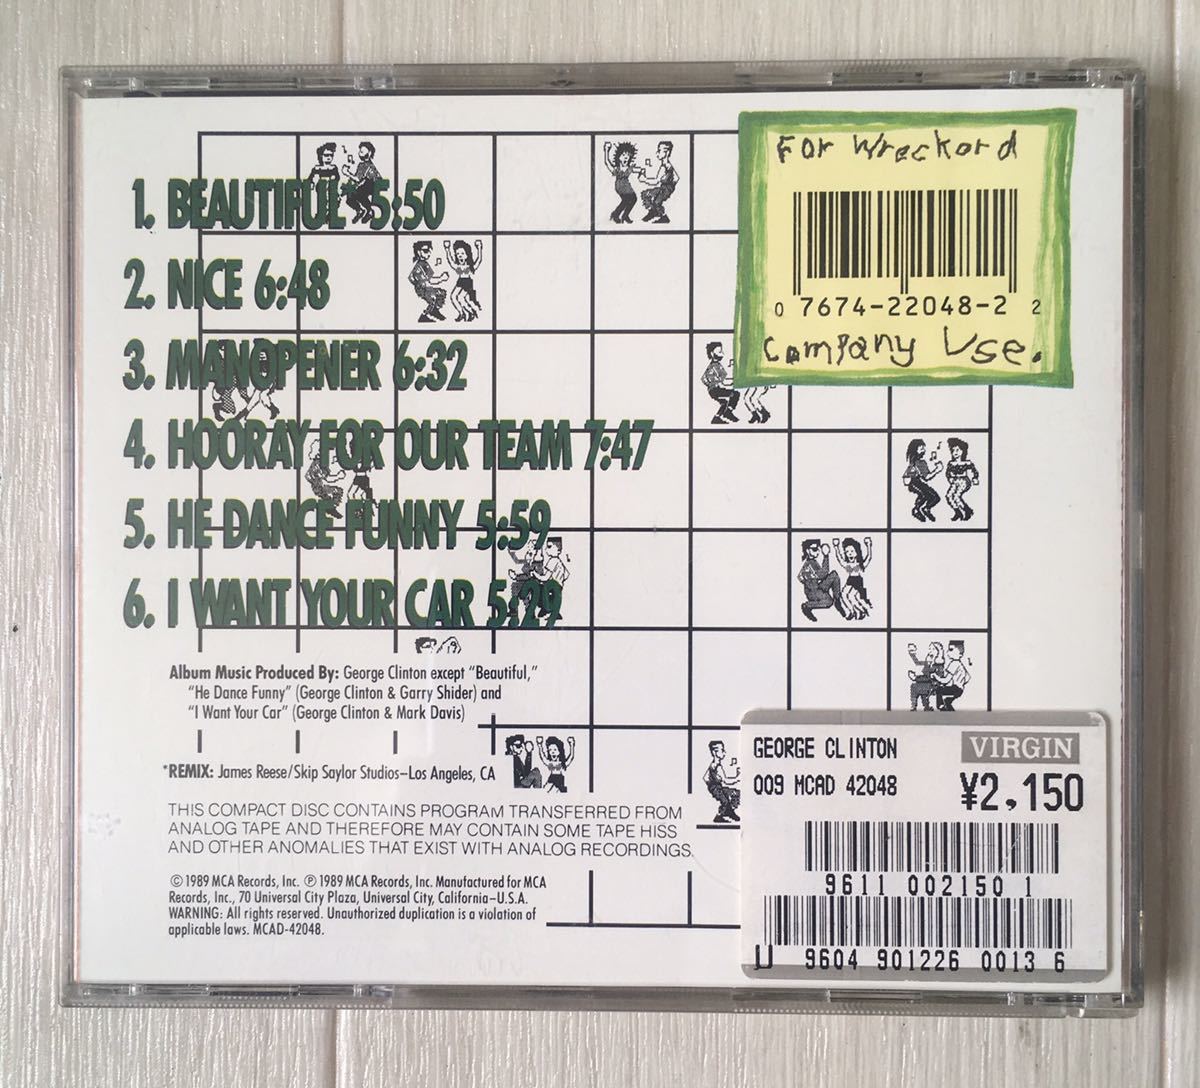 For Wreckord
0 7674-22048-2 2
Company Use.
1. BEAUTIFUL* 5:50
2. NICE 6:48
3. MANOPENER 6:32
4. HOORAY FOR OUR TEAM 7:47
5. HE DANCE FUNNY 5:59
6. I WANT YOUR CAR 5:29
Album Music Produced By: George Clinton except "Beautiful,"
"He Dance Funny" (George Clinton & Garry Shider) and
"I Want Your Car" (George Clinton & Mark Davis)
*REMIX: James Reese/Skip Saylor Studios–Los Angeles, CA
THIS COMPACT DISC CONTAINS PROGRAM TRANSFERRED FROM
ANALOG TAPE AND THEREFORE MAY CONTAIN SOME TAPE HISS
AND OTHER ANOMALIES THAT EXIST WITH ANALOG RECORDINGS.
© 1989 MCA Records, Inc. ℗ 1989 MCA Records, Inc. Manufactured for MCA
Records, Inc., 70 Universal City Plaza, Universal City, California–U.S.A.
WARNING: All rights reserved. Unauthorized duplication is a violation of
applicable laws. MCAD-42048.
GEORGE CLINTON VIRGIN
009 MCAD 42048 ¥2,150
9611 002150 1
9604 901226 0013 6